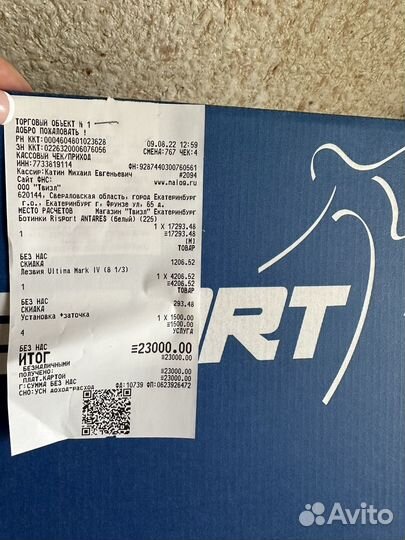 ТОРГОВЫЙ ОБЪЕКТ № 1
ДОБРО ПОЖАЛОВАТЬ !
РН ККТ:0004604801023628 09.08.22 12:59
ЗН ККТ:0226320006076056 СМЕНА:767 ЧЕК:4
КАССОВЫЙ ЧЕК/ПРИХОД
ИНН:7733819114 ФН:9287440300760561
Кассир:Катин Михаил Евгеньевич #2094
Сайт ФНС: www.nalog.ru
ООО "Твизл"
620144, Свердловская область, город Екатеринбург
г.о., Екатеринбург г, Фрунзе ул, 65 а.
МЕСТО РАСЧЕТОВ Магазин "Твизл" Екатеринбург
Ботинки Risport ANTARES (белый) (225)
1 X 17293.48
1 ≡17293.48
[М]
ТОВАР
БЕЗ НДС
СКИДКА 1206.52
Лезвия Ultima Mark IV (8 1/3)
1 X 4206.52
1 ≡4206.52
ТОВАР
БЕЗ НДС
СКИДКА 293.48
Установка +заточка
1 X 1500.00
≡1500.00
4 УСЛУГА
БЕЗ НДС
ИТОГ ≡23000.00
БЕЗНАЛИЧНЫМИ ≡23000.00
ПОЛУЧЕНО:
ПЛАТ.КАРТОЙ ≡23000.00
Г:СУММА БЕЗ НДС ≡23000.00
СНО:УСН ДОХОД-РАСХОД ФД:10739 ФП:0623926472
ORT
Avito